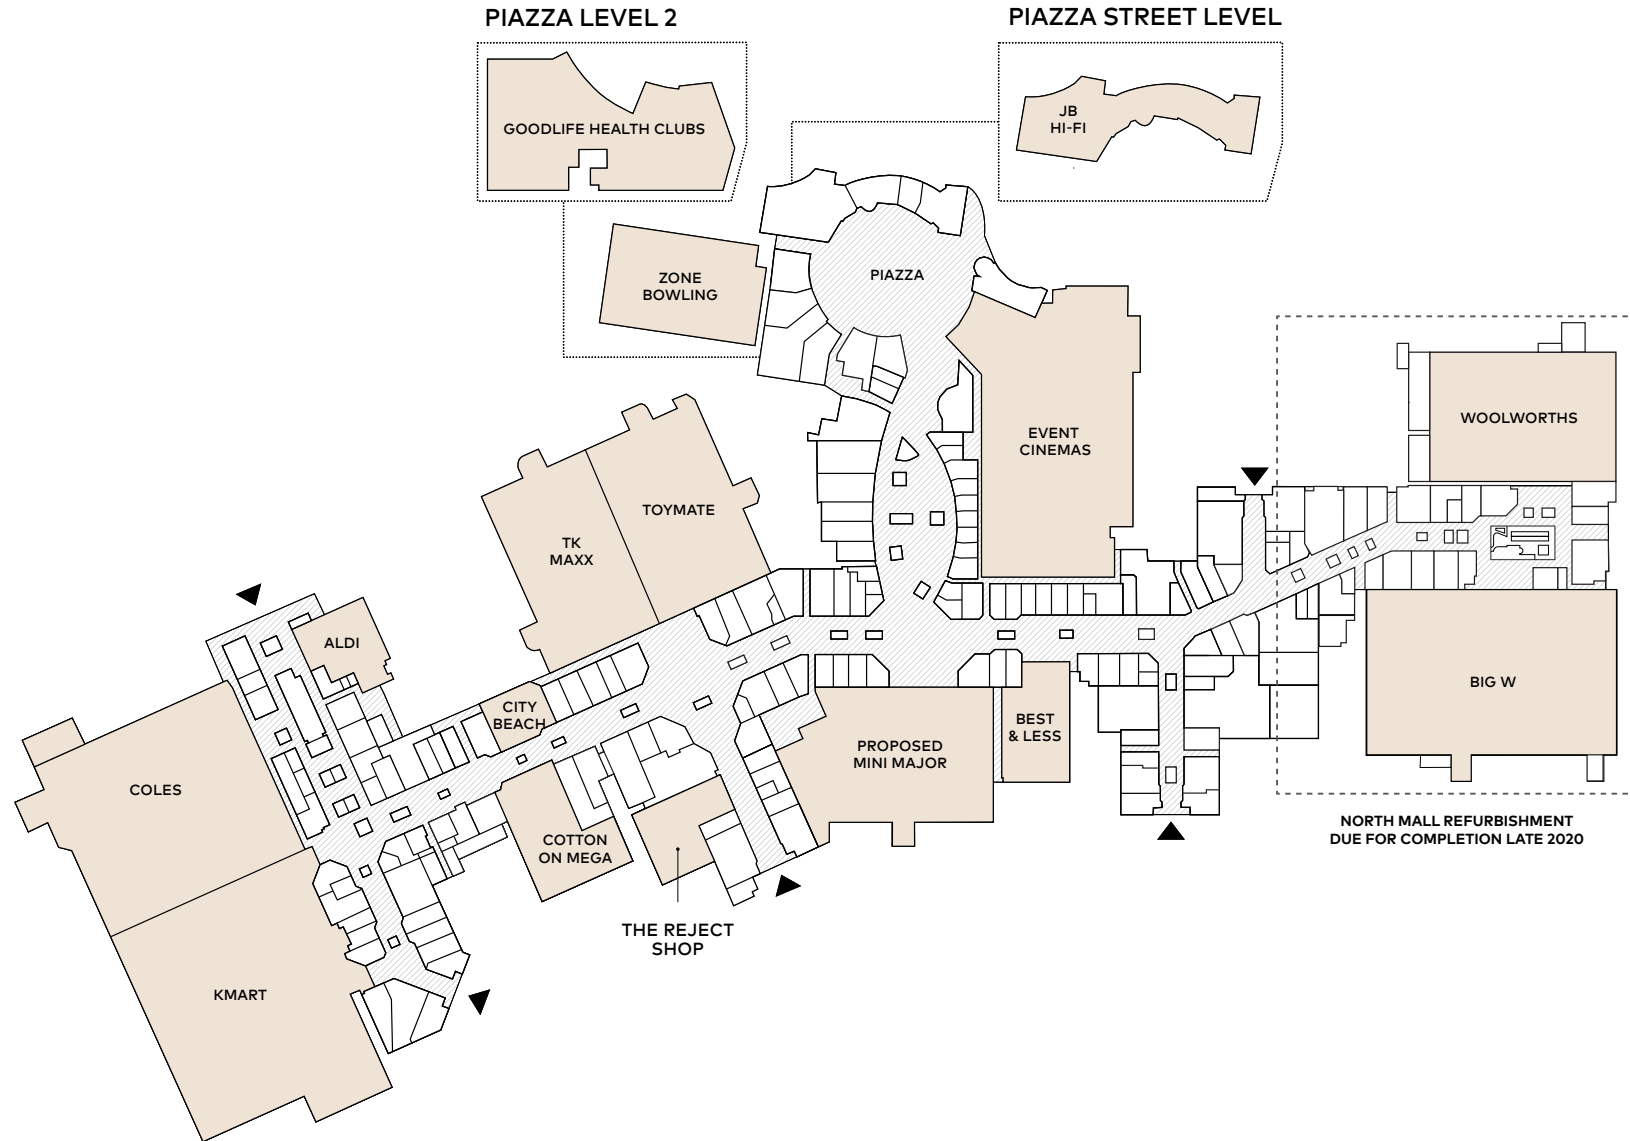 PIAZZA LEVEL 2
PIAZZA STREET LEVEL
GOODLIFE HEALTH CLUBS
JB
HI-FI
ZONE
BOWLING
PIAZZA
EVENT
CINEMAS
WOOLWORTHS
TOYMATE
TK
MAXX
ALDI
CITY
BEACH
BIG W
BEST
& LESS
PROPOSED
MINI MAJOR
COLES
COTTON
ON MEGA
NORTH MALL REFURBISHMENT
DUE FOR COMPLETION LATE 2020
THE REJECT
SHOP
KMART